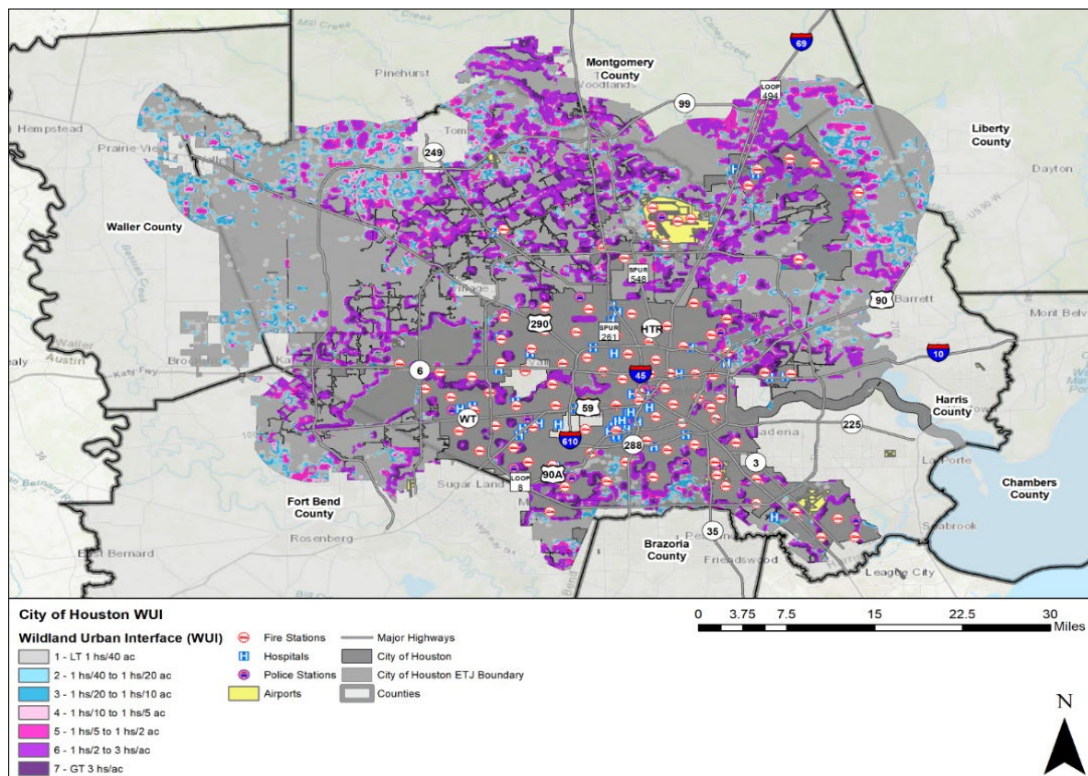 69
Montgomery
County
Pinehurst
Woodlands
LOOP
494
99
Liberty
County
Hempstead
Prairie View
Tom
249
Dayton
Waller County
SPUR
548
90
Barrett
Mont Belv
290
SPUR
261
HTR
10
Waller
Austin
Katy Fwy
6
45
Harris
County
59
WT
225
610
288
3
LaPorte
Sugar Land
90A
LOOP
8
Chambers
County
Fort Bend
County
Rosenberg
35
Brazoria
County
Friendswood
Seabrook
East Bernard
League City
City of Houston WUI
Wildland Urban Interface (WUI)
1 - LT 1 hs/40 ac
2 - 1 hs/40 to 1 hs/20 ac
3 - 1 hs/20 to 1 hs/10 ac
4 - 1 hs/10 to 1 hs/5 ac
5 - 1 hs/5 to 1 hs/2 ac
6 - 1 hs/2 to 3 hs/ac
7 - GT 3 hs/ac
Fire Stations
H Hospitals
Police Stations
Airports
Major Highways
City of Houston
City of Houston ETJ Boundary
Counties
0 3.75 7.5 15 22.5 30
Miles
N